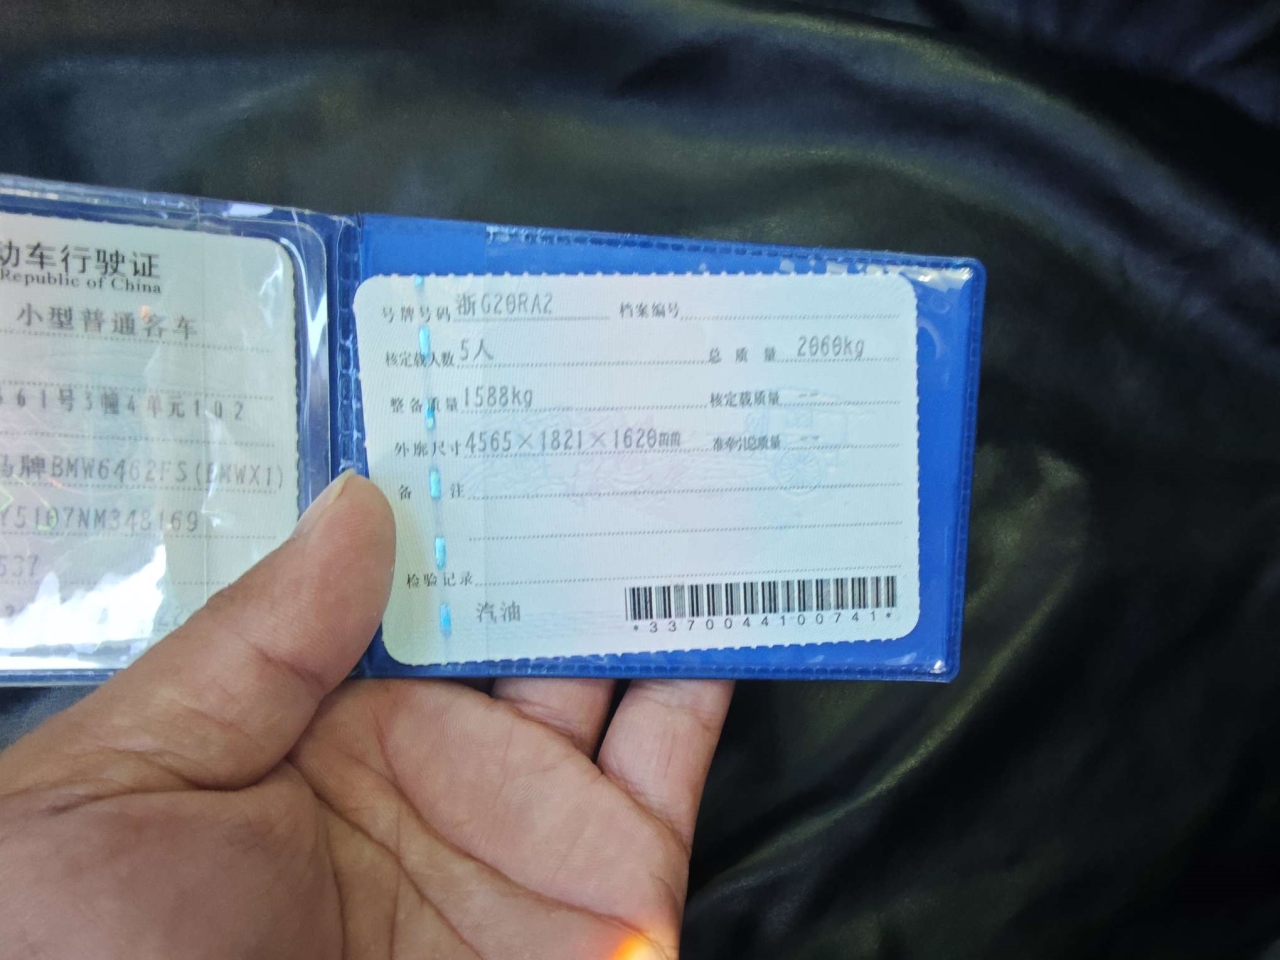 动车行驶证
Republic of China
小型普通客车
61号3幢4单元102
马牌BMW6462FS(BMWX1)
Y5107NM348169
537
号牌号码 浙G20RA2 档案编号
核定载人数 5人 总质量 2060kg
整备质量 1588kg 核定载质量 --
外廓尺寸 4565×1821×1620mm 准牵引总质量 --
备注
检验记录
汽油
*3370044100741*